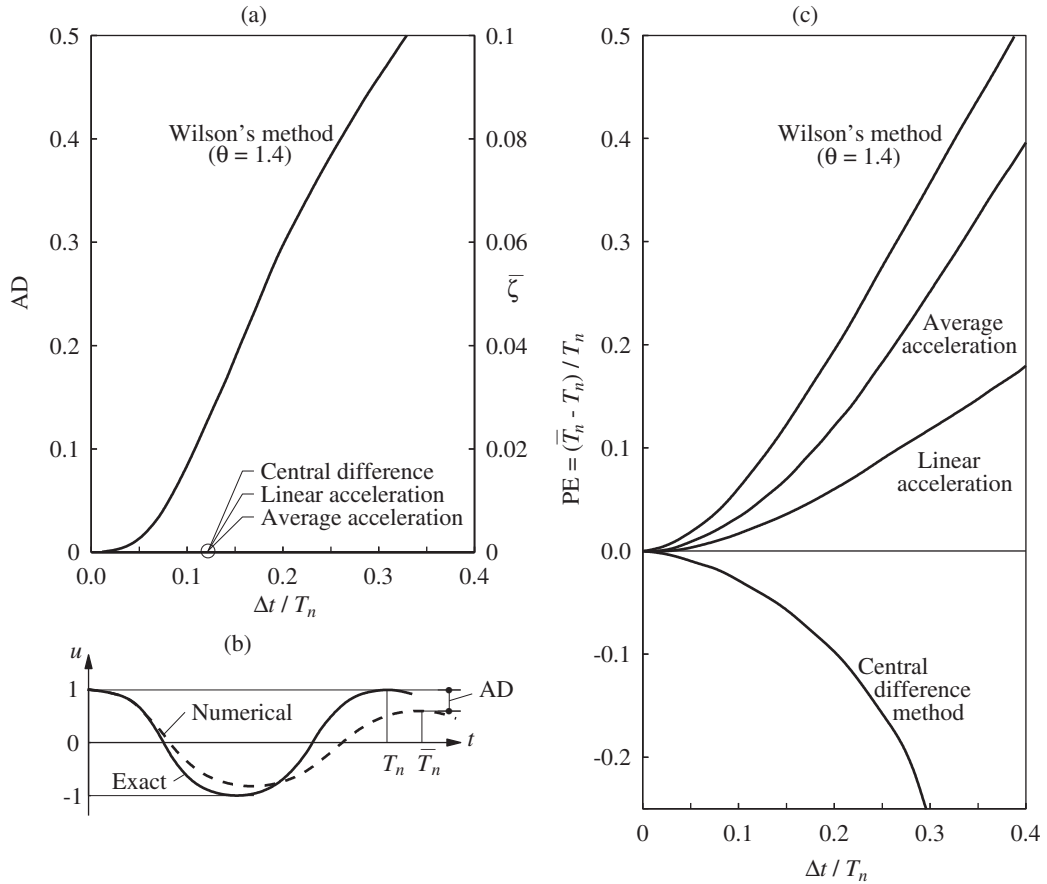 (a)
0.5
0.4
0.3
0.2
0.1
0
AD
0.1
0.08
0.06
0.04
0.02
0
ζ̅
Wilson's method
(θ = 1.4)
Central difference
Linear acceleration
Average acceleration
0.0
0.1
0.2
0.3
0.4
Δt / Tₙ
(b)
u
1
0
-1
Numerical
Exact
AD
t
Tₙ
T̅ₙ
(c)
0.5
0.4
0.3
0.2
0.1
0.0
-0.1
-0.2
PE = (T̅ₙ - Tₙ) / Tₙ
Wilson's method
(θ = 1.4)
Average
acceleration
Linear
acceleration
Central
difference
method
0
0.1
0.2
0.3
0.4
Δt / Tₙ